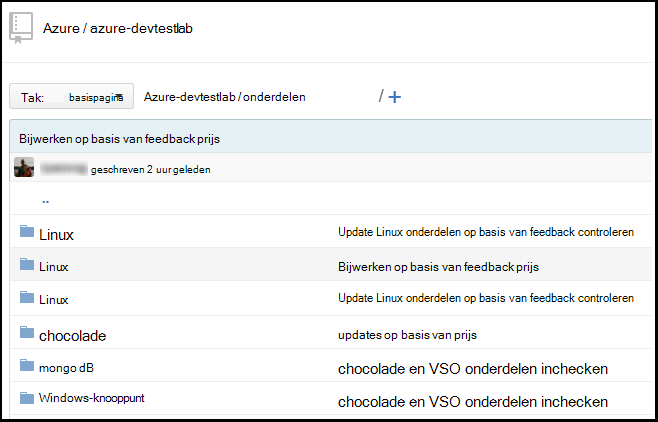 Azure / azure-devtestlab
Tak: basispagina Azure-devtestlab / onderdelen / +
Bijwerken op basis van feedback prijs
geschreven 2 uur geleden
..
Linux Update Linux onderdelen op basis van feedback controleren
Linux Bijwerken op basis van feedback prijs
Linux Update Linux onderdelen op basis van feedback controleren
chocolade updates op basis van prijs
mongo dB chocolade en VSO onderdelen inchecken
Windows-knooppunt chocolade en VSO onderdelen inchecken